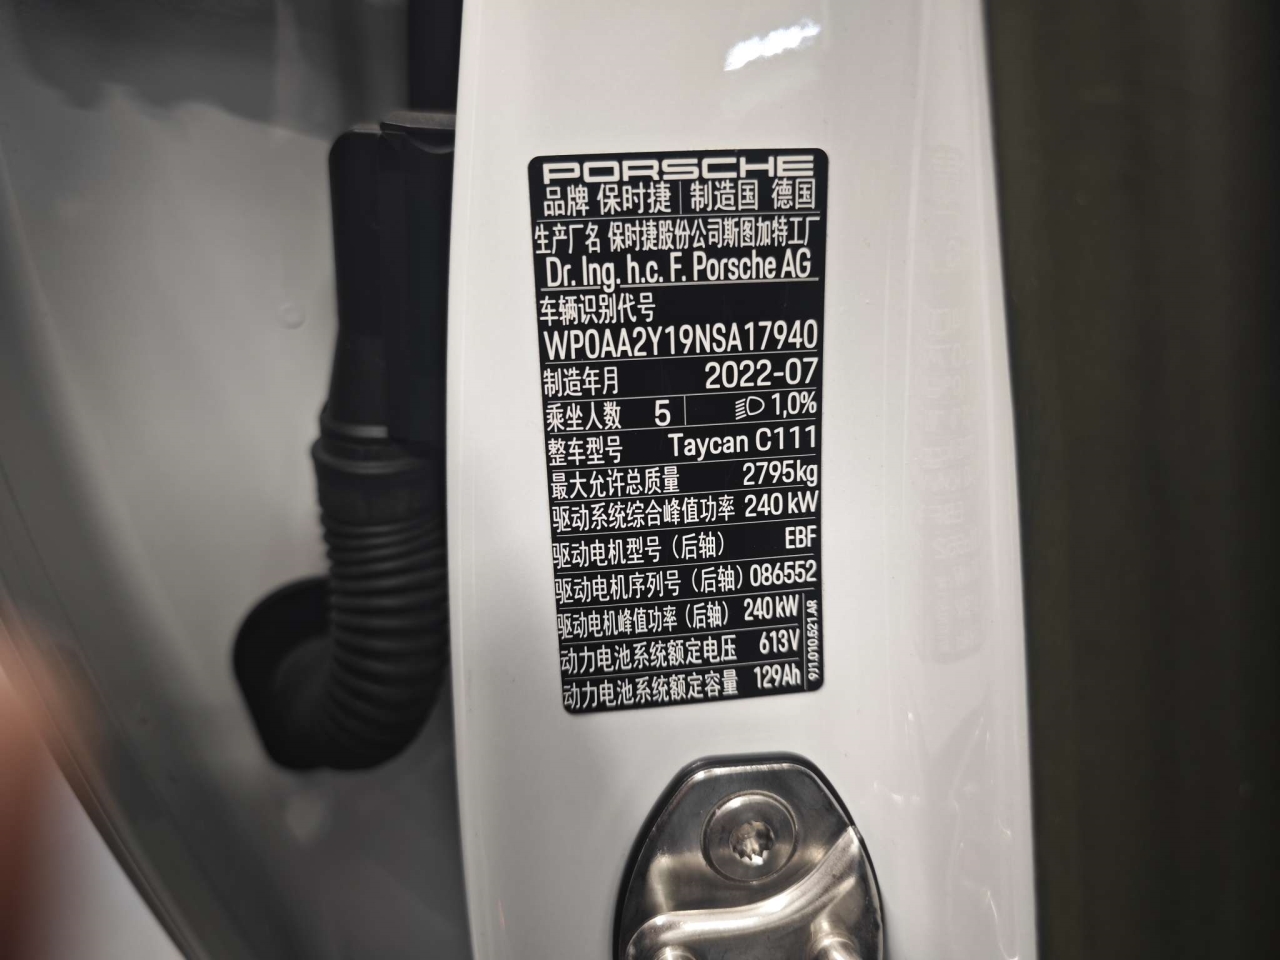 PORSCHE
品牌 保时捷 制造国 德国
生产厂名 保时捷股份公司斯图加特工厂
Dr. Ing. h.c. F. Porsche AG
车辆识别代号
WP0AA2Y19NSA17940
制造年月 2022-07
乘坐人数 5 1,0%
整车型号 Taycan C111
最大允许总质量 2795kg
驱动系统综合峰值功率 240 kW
驱动电机型号（后轴） EBF
驱动电机序列号（后轴） 086552
驱动电机峰值功率（后轴） 240 kW
动力电池系统额定电压 613V
动力电池系统额定容量 129Ah
9J1.010.521.AR